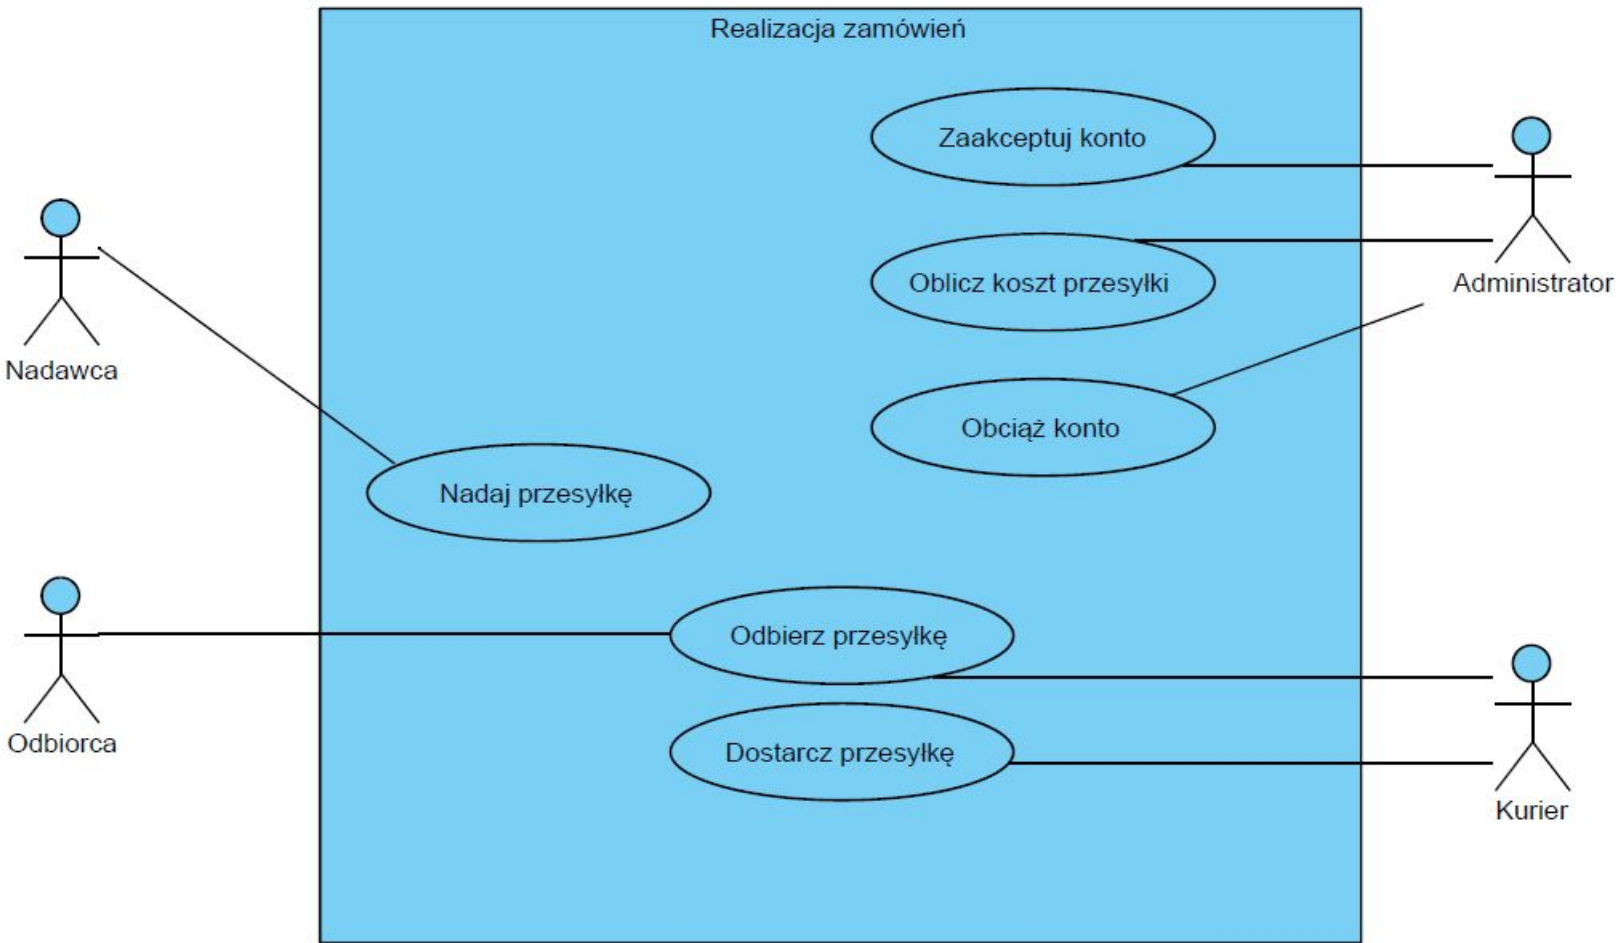 Realizacja zamówień
Zaakceptuj konto
Oblicz koszt przesyłki
Administrator
Nadawca
Obciąż konto
Nadaj przesyłkę
Odbierz przesyłkę
Odbiorca
Dostarcz przesyłkę
Kurier